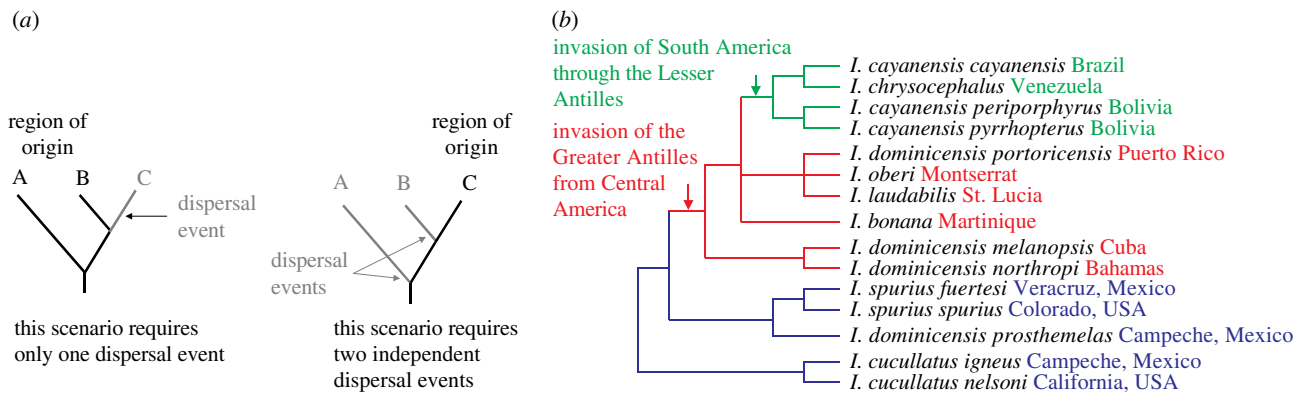 (a)
region of
origin
A
B
C
dispersal
event
this scenario requires
only one dispersal event
region of
origin
A
B
C
dispersal
events
this scenario requires
two independent
dispersal events
(b)
invasion of South America
through the Lesser
Antilles
invasion of the
Greater Antilles
from Central
America
I. cayanensis cayanensis Brazil
I. chrysocephalus Venezuela
I. cayanensis periporphyrus Bolivia
I. cayanensis pyrrhopterus Bolivia
I. dominicensis portoricensis Puerto Rico
I. oberi Montserrat
I. laudabilis St. Lucia
I. bonana Martinique
I. dominicensis melanopsis Cuba
I. dominicensis northropi Bahamas
I. spurius fuertesi Veracruz, Mexico
I. spurius spurius Colorado, USA
I. dominicensis prosthemelas Campeche, Mexico
I. cucullatus igneus Campeche, Mexico
I. cucullatus nelsoni California, USA